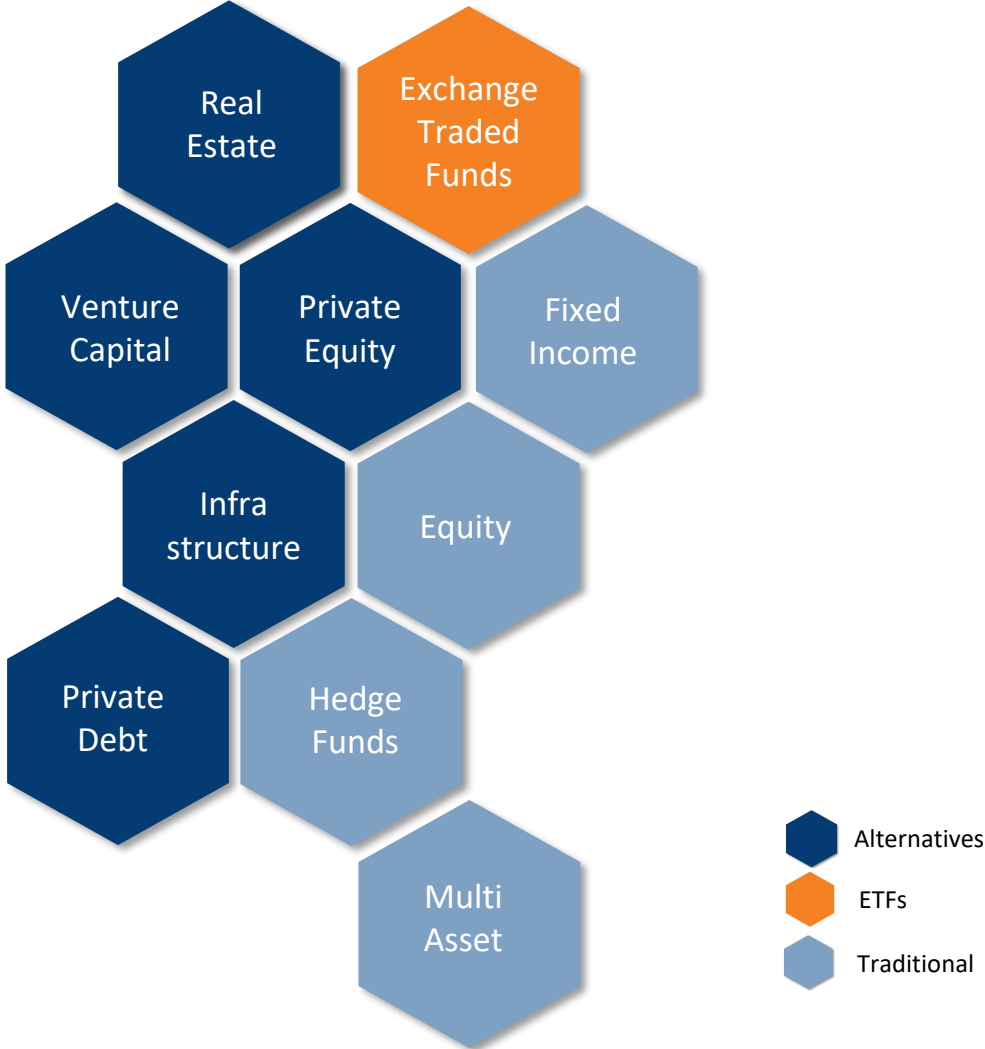 Real
Estate
Exchange
Traded
Funds
Venture
Capital
Private
Equity
Fixed
Income
Infra
structure
Equity
Private
Debt
Hedge
Funds
Multi
Asset
Alternatives
ETFs
Traditional